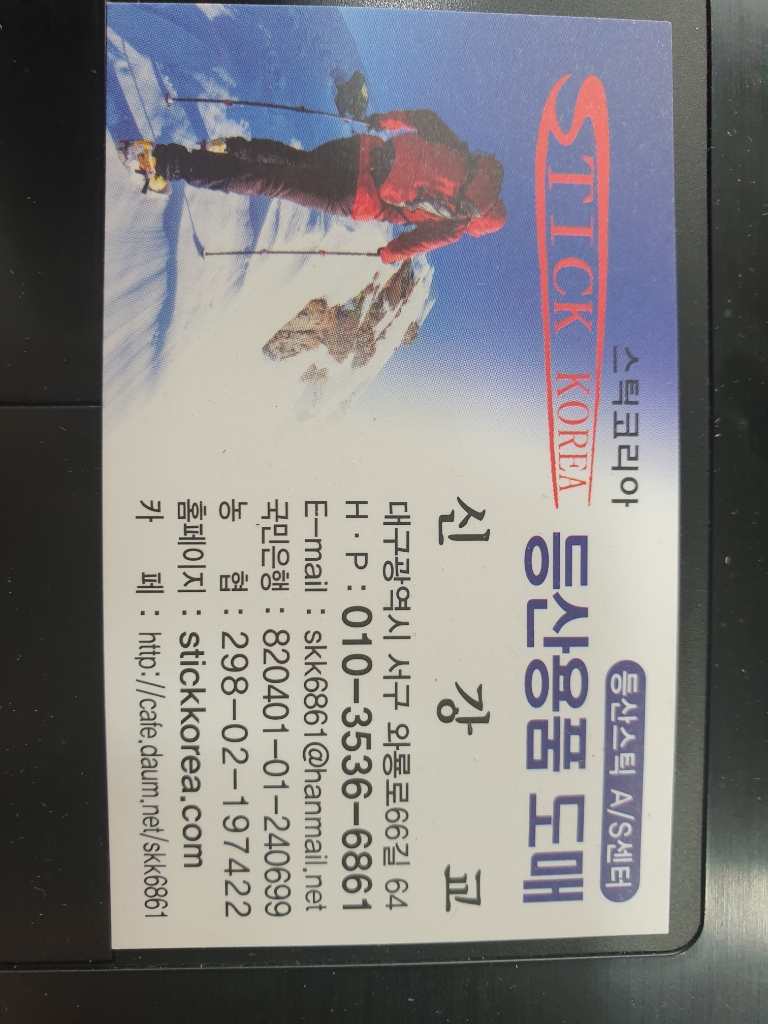 스틱코리아
STICK KOREA
등산스틱 A/S센터
등산용품 도매
신 강 교
대구광역시 서구 와룡로66길 64
H · P : 010-3536-6861
E-mail : skk6861@hanmail.net
국민은행 : 820401-01-240699
농 협 : 298-02-197422
홈페이지 : stickkorea.com
카 페 : http://cafe.daum.net/skk6861